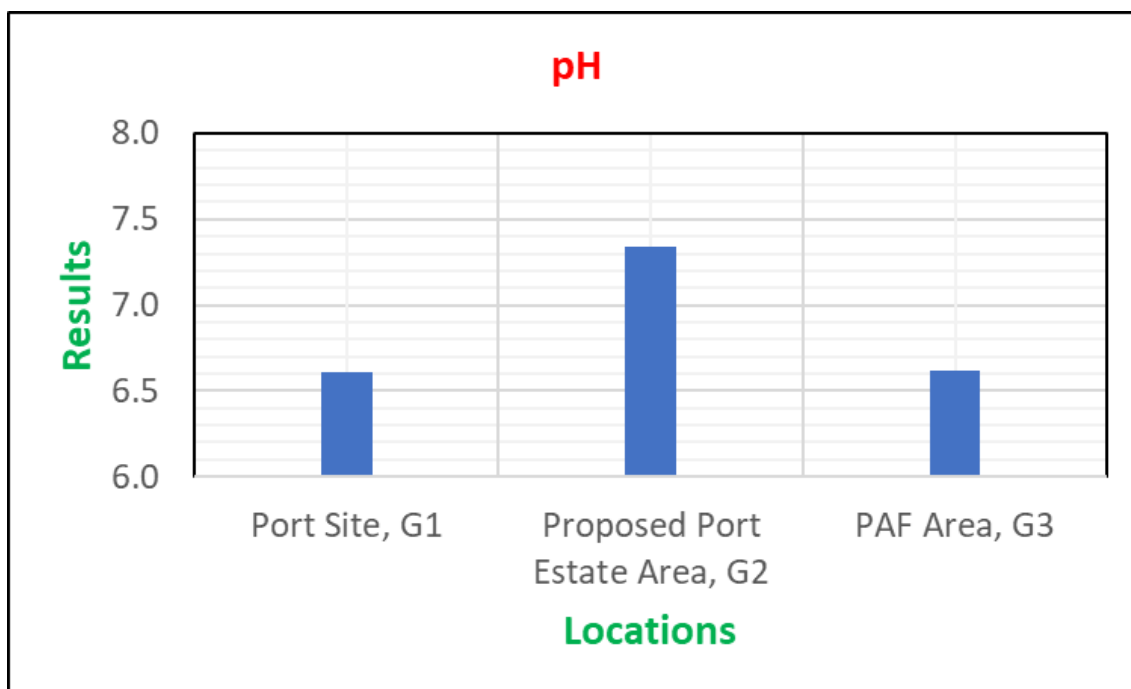 pH
Results
8.0
7.5
7.0
6.5
6.0
Port Site, G1
Proposed Port
Estate Area, G2
PAF Area, G3
Locations